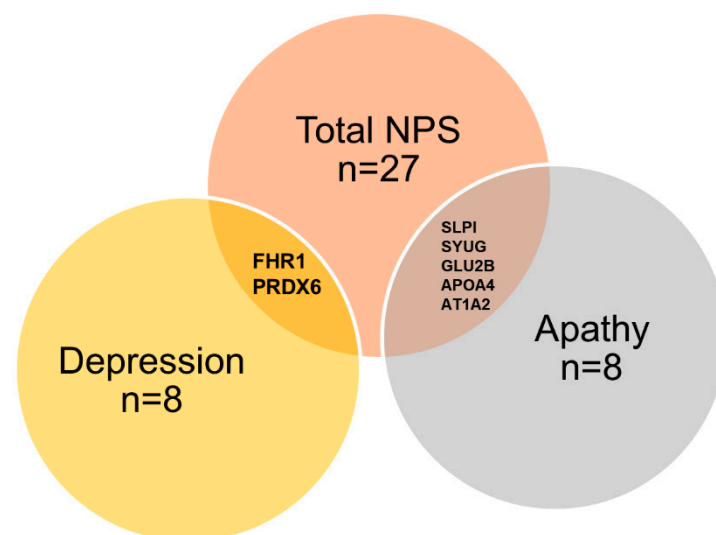 Total NPS
n=27
FHR1
PRDX6
SLPI
SYUG
GLU2B
APOA4
AT1A2
Depression
n=8
Apathy
n=8